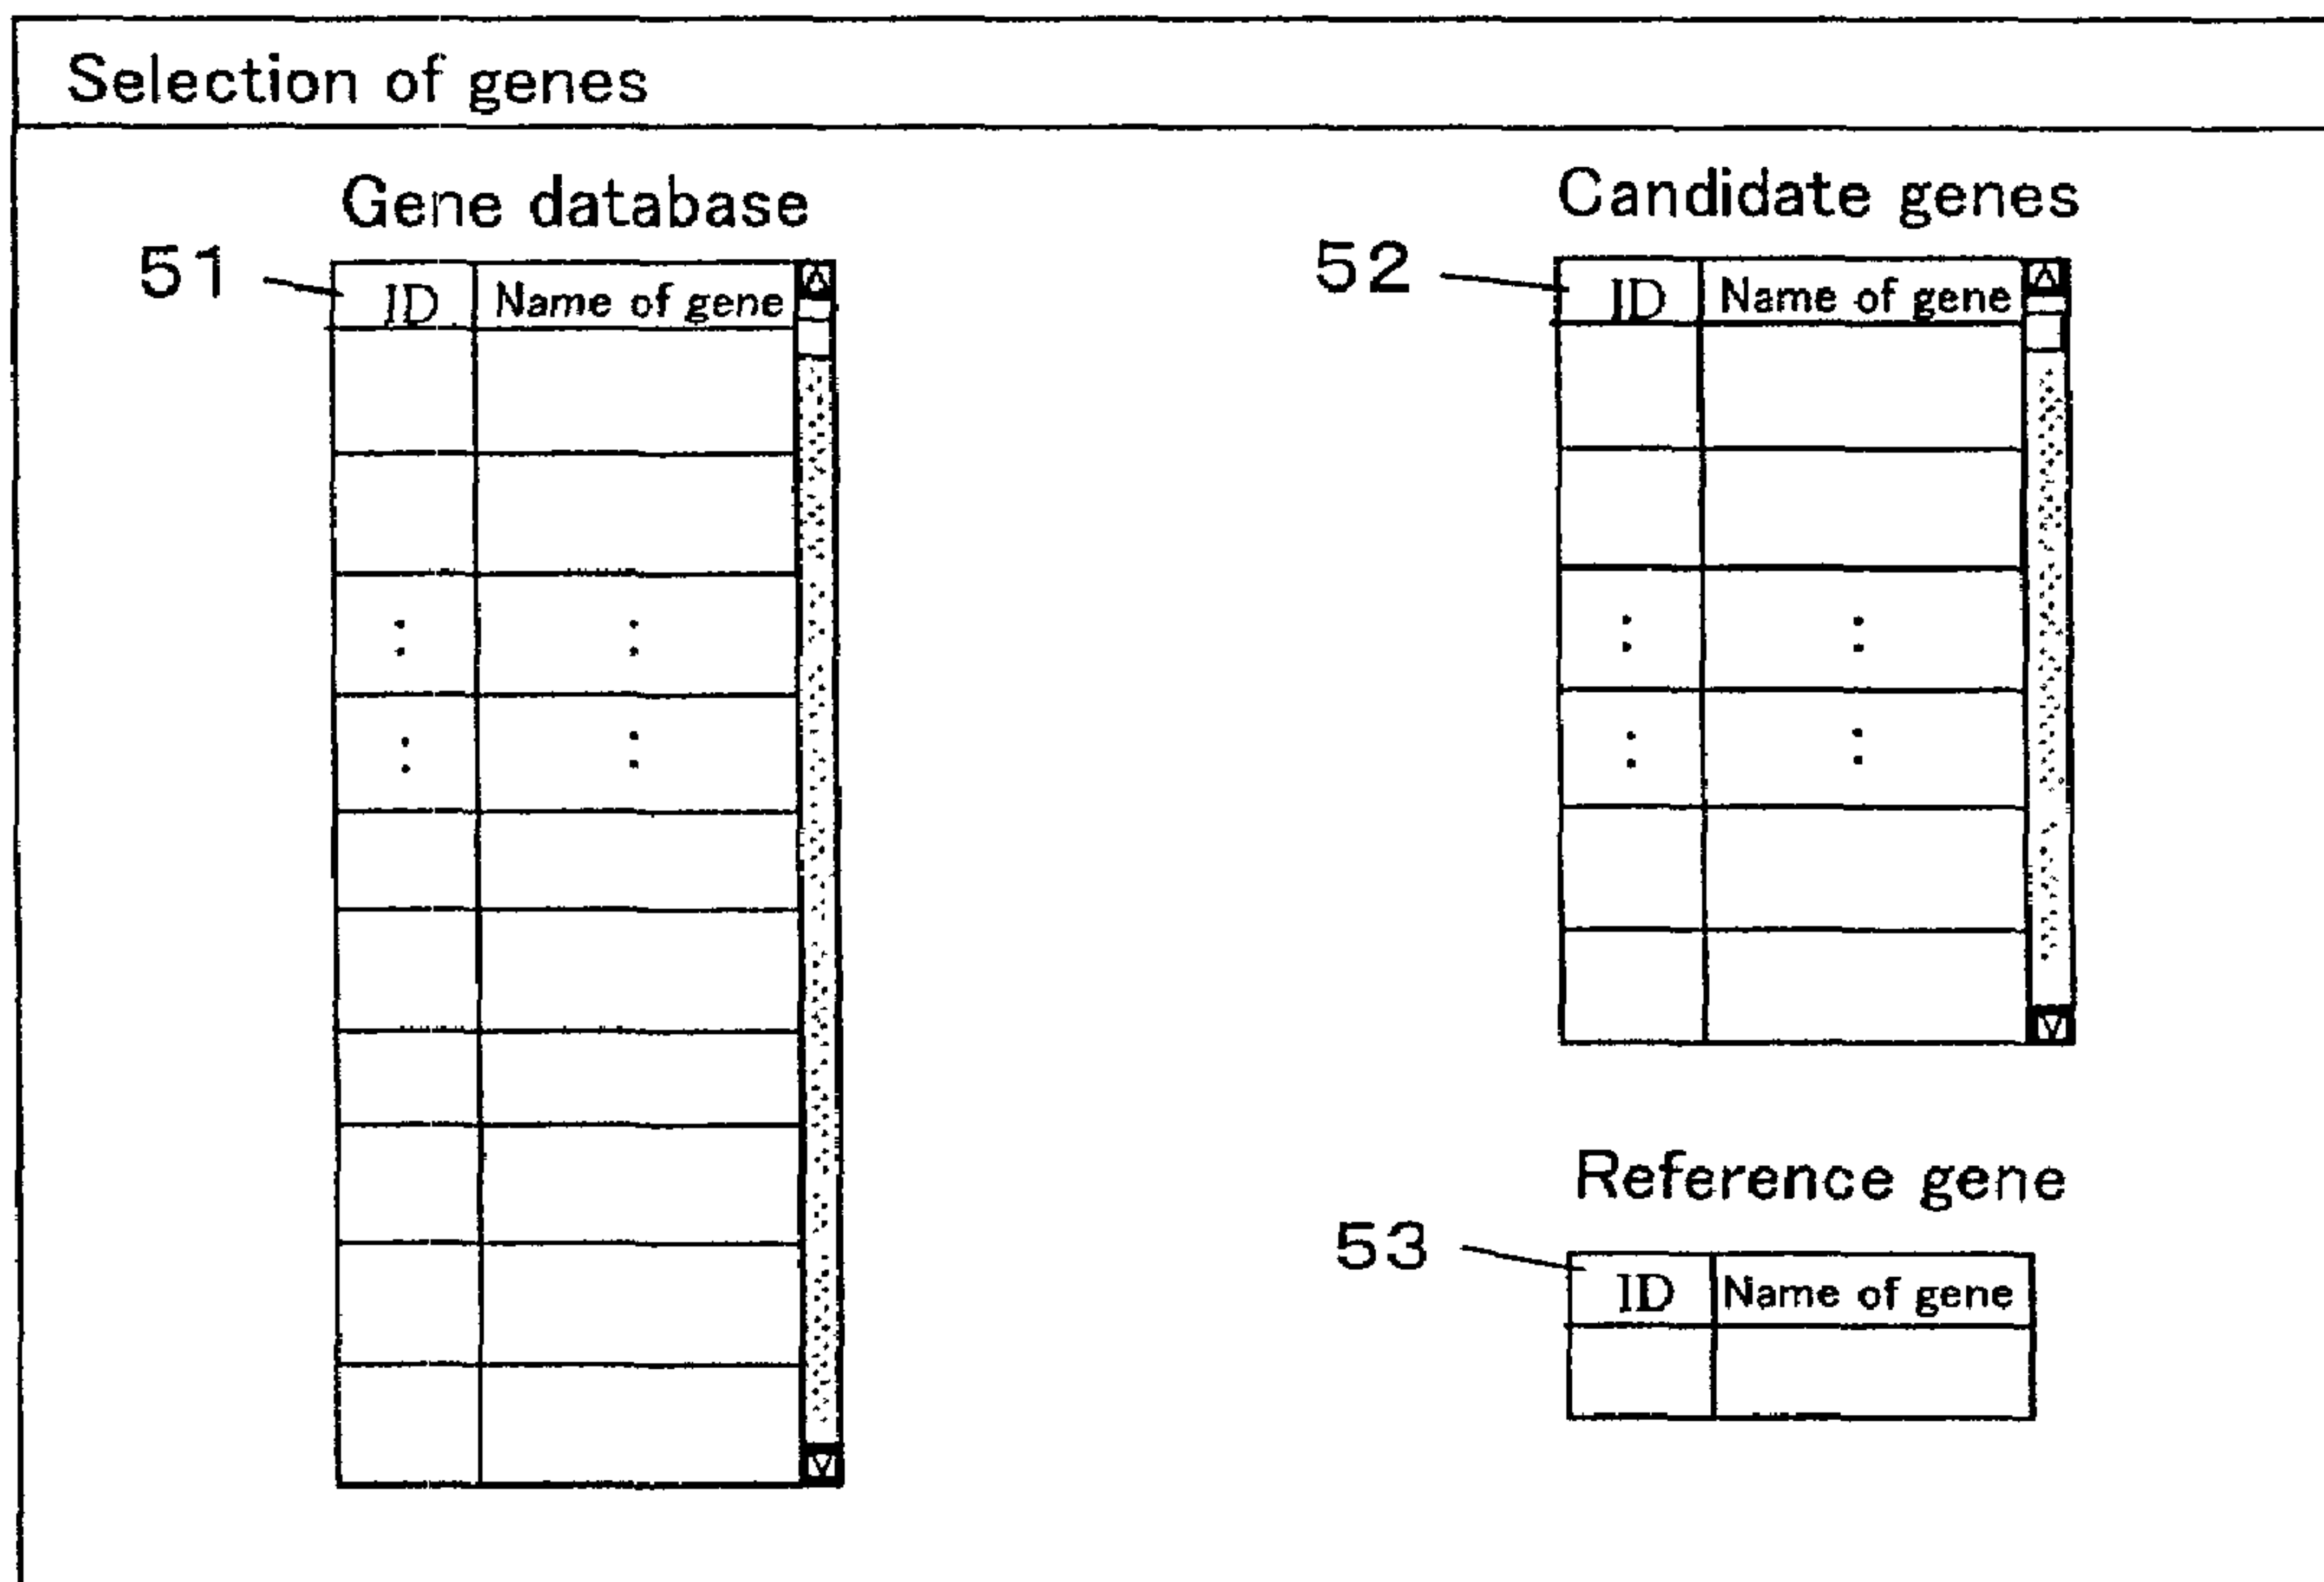 Selection of genes
Gene database
51
ID Name of gene
: :
: :
Candidate genes
52
ID Name of gene
: :
: :
Reference gene
53
ID Name of gene